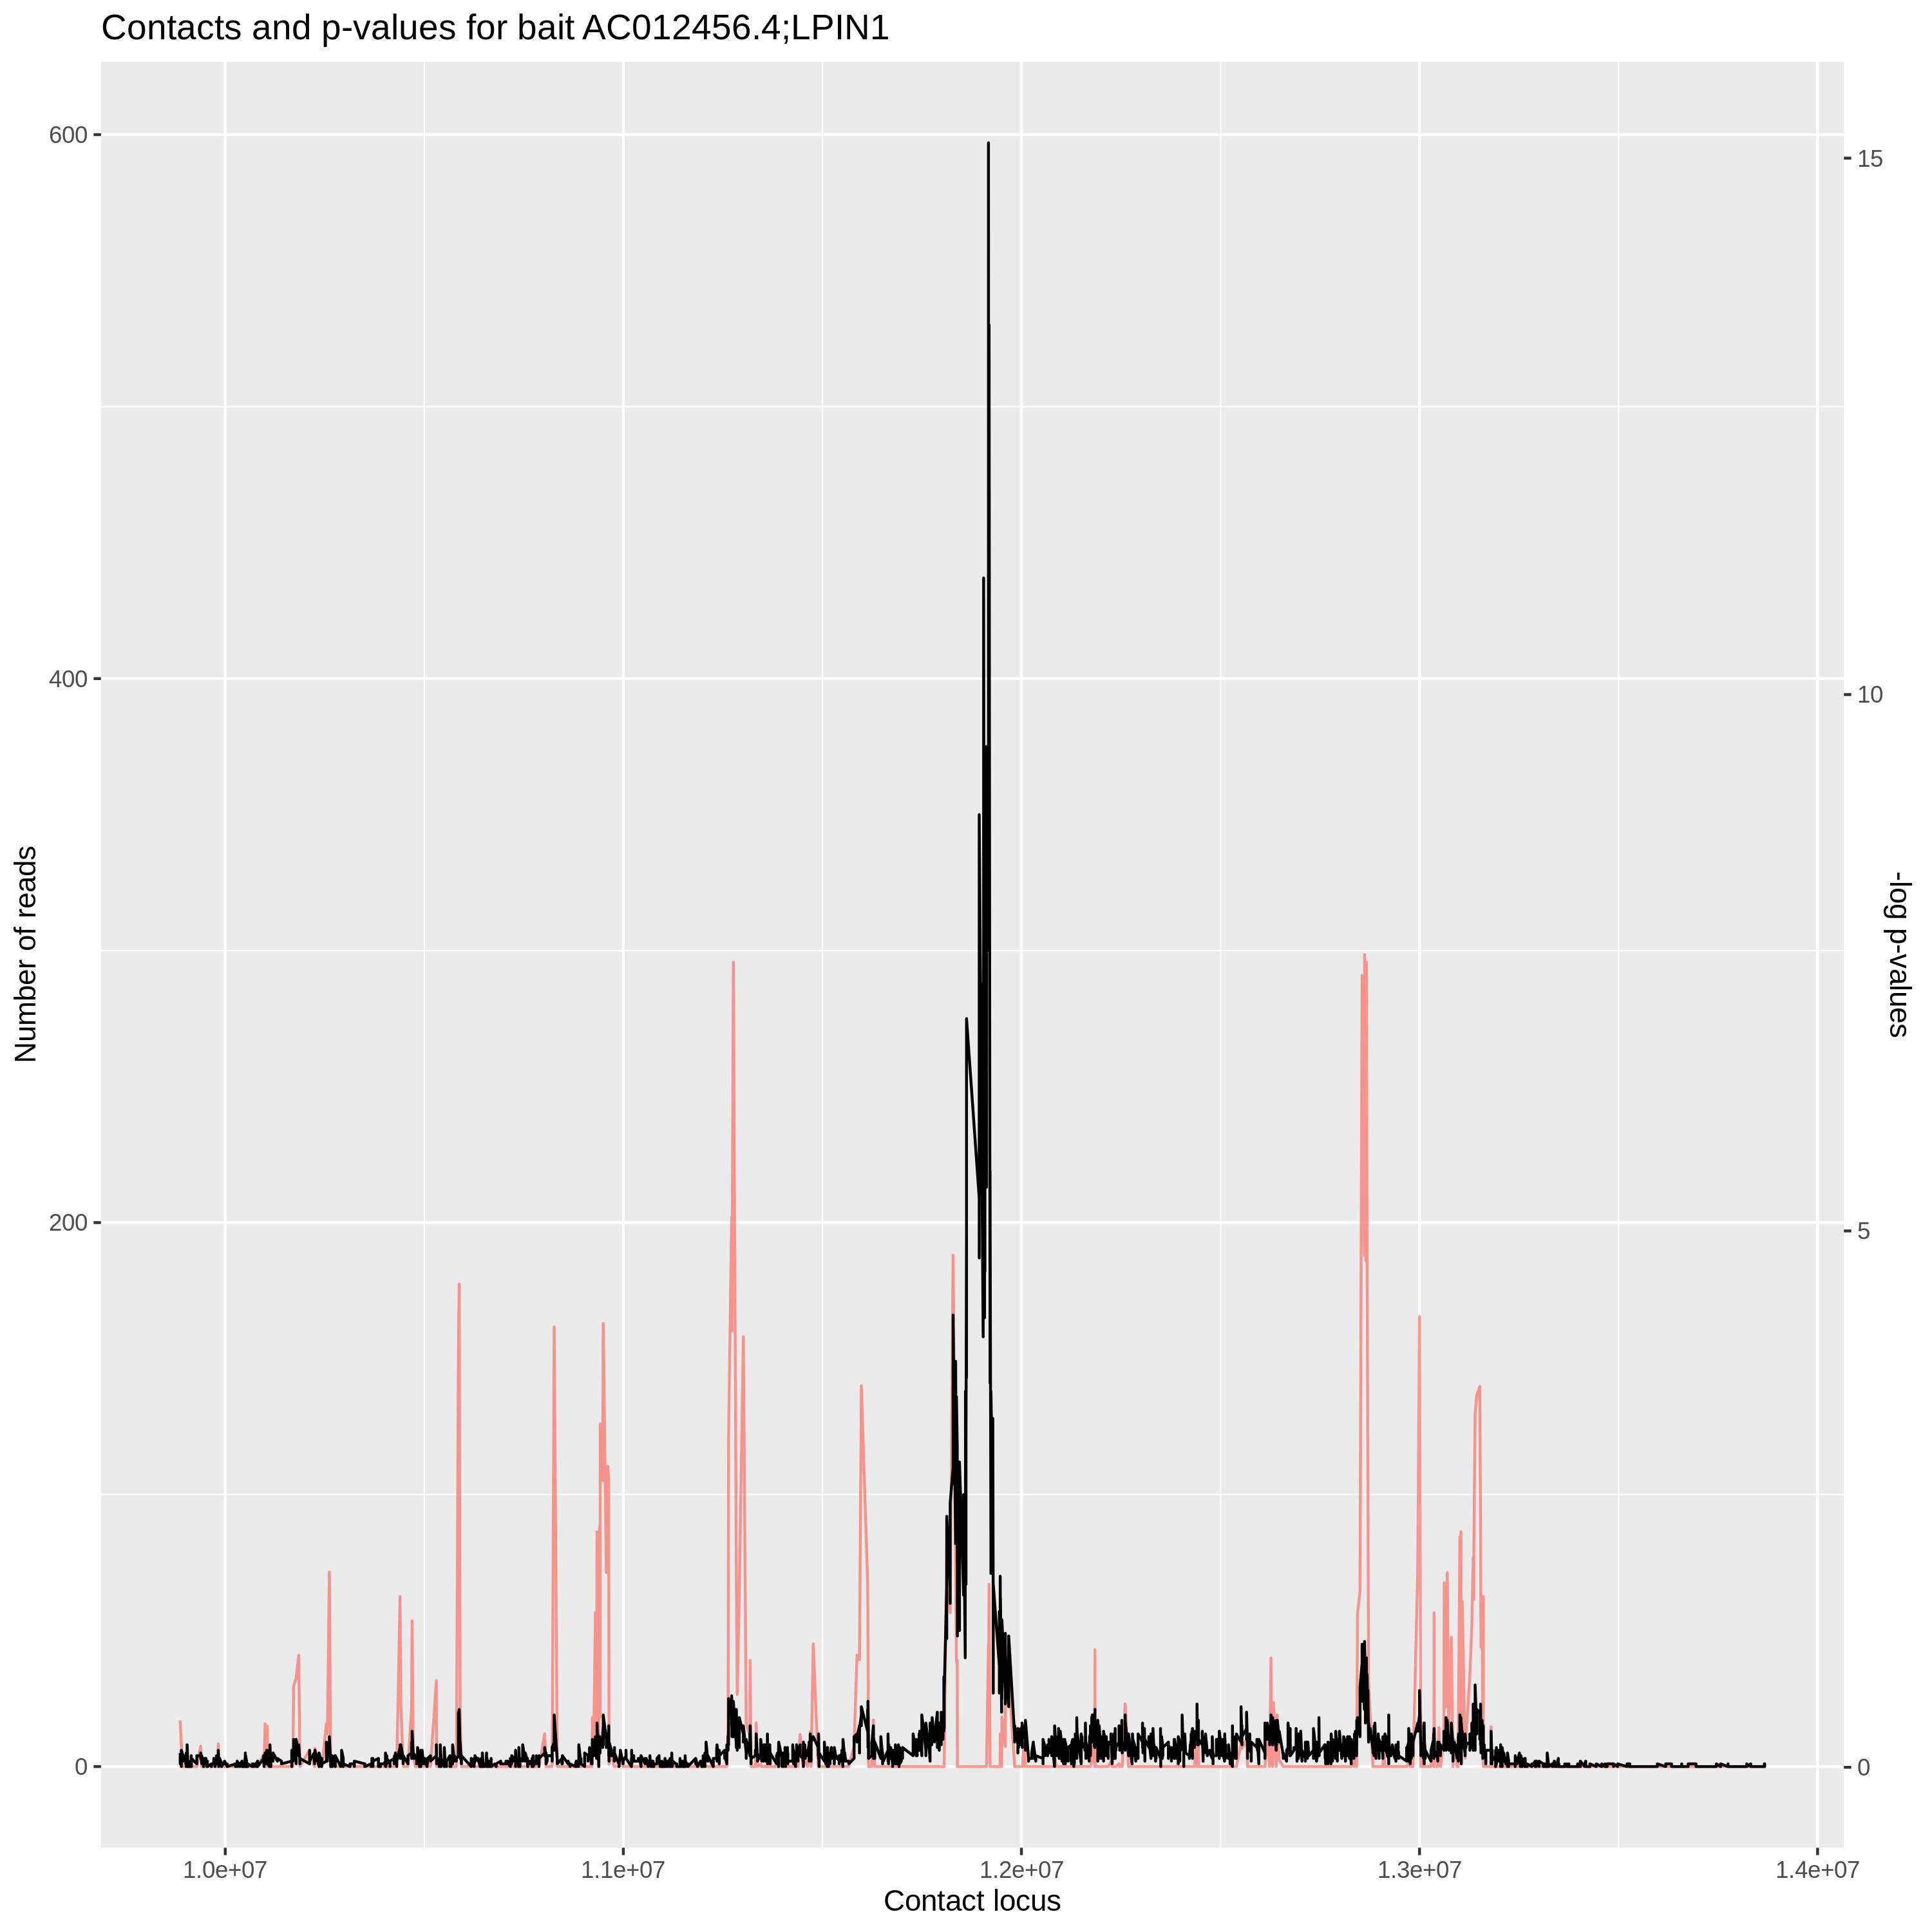 Contacts and p-values for bait AC012456.4;LPIN1
600
400
200
0
Number of reads
15
10
5
0
-log p-values
1.0e+07 1.1e+07 1.2e+07 1.3e+07 1.4e+07
Contact locus